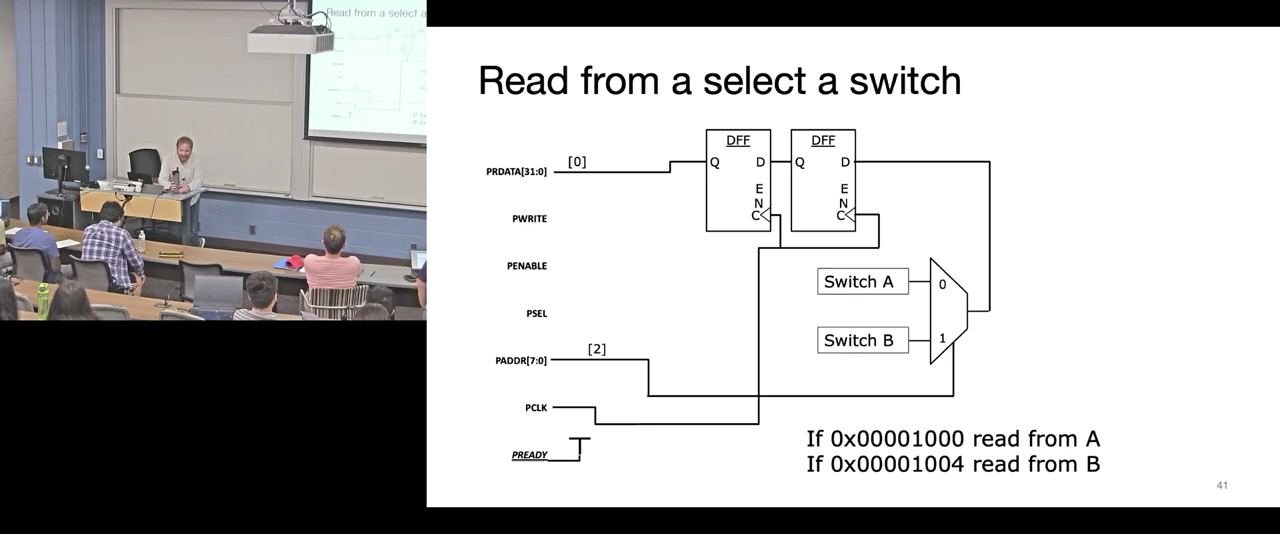 Read from a select a
Read from a select a switch
DFF
DFF
PRDATA[31:0]
[0]
Q
D
Q
D
E
N
C
E
N
C
PWRITE
PENABLE
PSEL
Switch A
0
Switch B
1
PADDR[7:0]
[2]
PCLK
PREADY
If 0x00001000 read from A
If 0x00001004 read from B
41